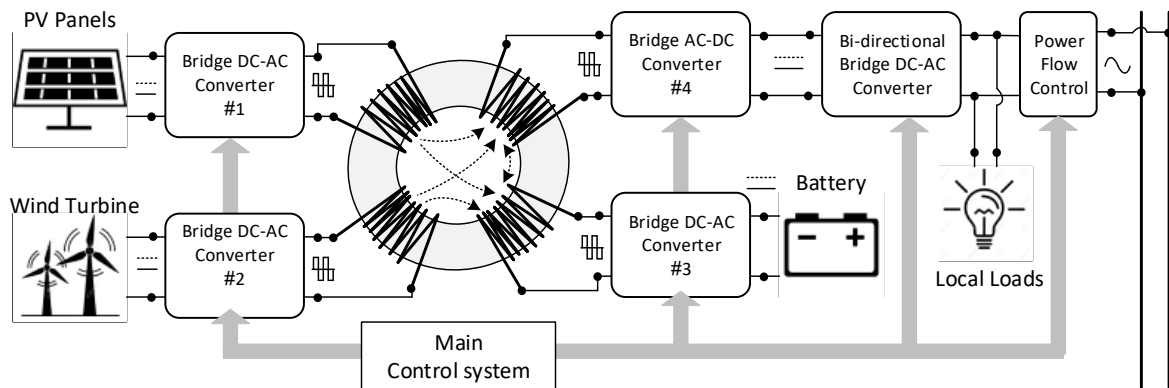 PV Panels
Bridge DC-AC
Converter
#1
Bridge AC-DC
Converter
#4
Bi-directional
Bridge DC-AC
Converter
Power
Flow
Control
Wind Turbine
Bridge DC-AC
Converter
#2
Bridge DC-AC
Converter
#3
Battery
Local Loads
Main
Control system